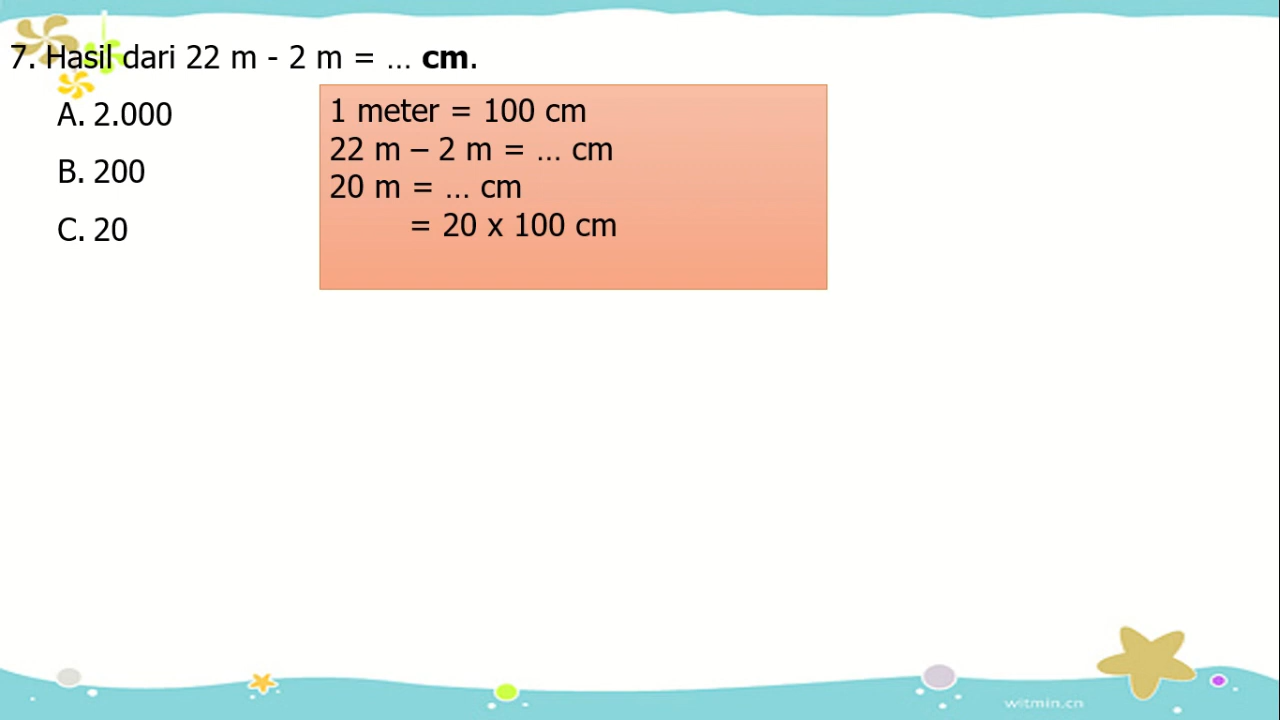 7. Hasil dari 22 m - 2 m = ... cm.
A. 2.000
B. 200
C. 20
1 meter = 100 cm
22 m – 2 m = ... cm
20 m = ... cm
= 20 x 100 cm
witmin.cn